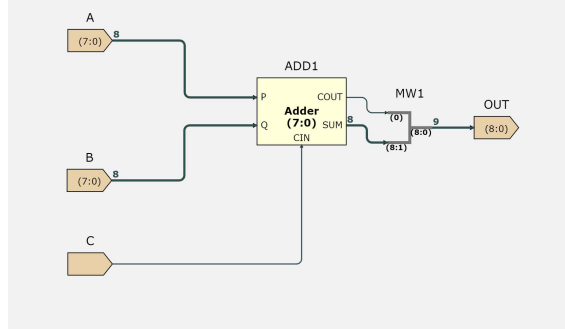 A
(7:0)
8
ADD1
P
COUT
Adder
(7:0)
Q
SUM
8
CIN
MW1
(0)
(8:0)
(8:1)
9
OUT
(8:0)
B
(7:0)
8
C